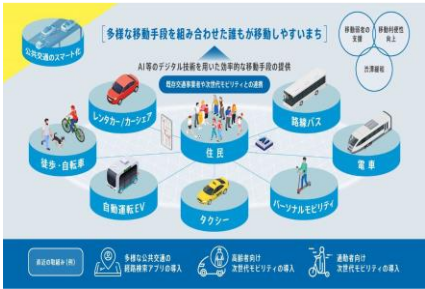 公共交通のスマート化
[多様な移動手段を組み合わせた誰もが移動しやすいまち]
AI等のデジタル技術を用いた効率的な移動手段の提供
既存交通事業者や次世代モビリティとの連携
移動弱者の
支援
移動利便性
向上
渋滞緩和
レンタカー/カーシェア
路線バス
住民
徒歩・自転車
電車
自動運転EV
タクシー
パーソナルモビリティ
直近の取組み(例)
多様な公共交通の
経路検索アプリの導入
高齢者向け
次世代モビリティの導入
通勤者向け
次世代モビリティの導入